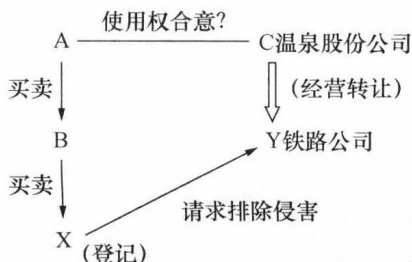 使用权合意?
A C温泉股份公司
买卖 (经营转让)
B Y铁路公司
买卖
请求排除侵害
X (登记)